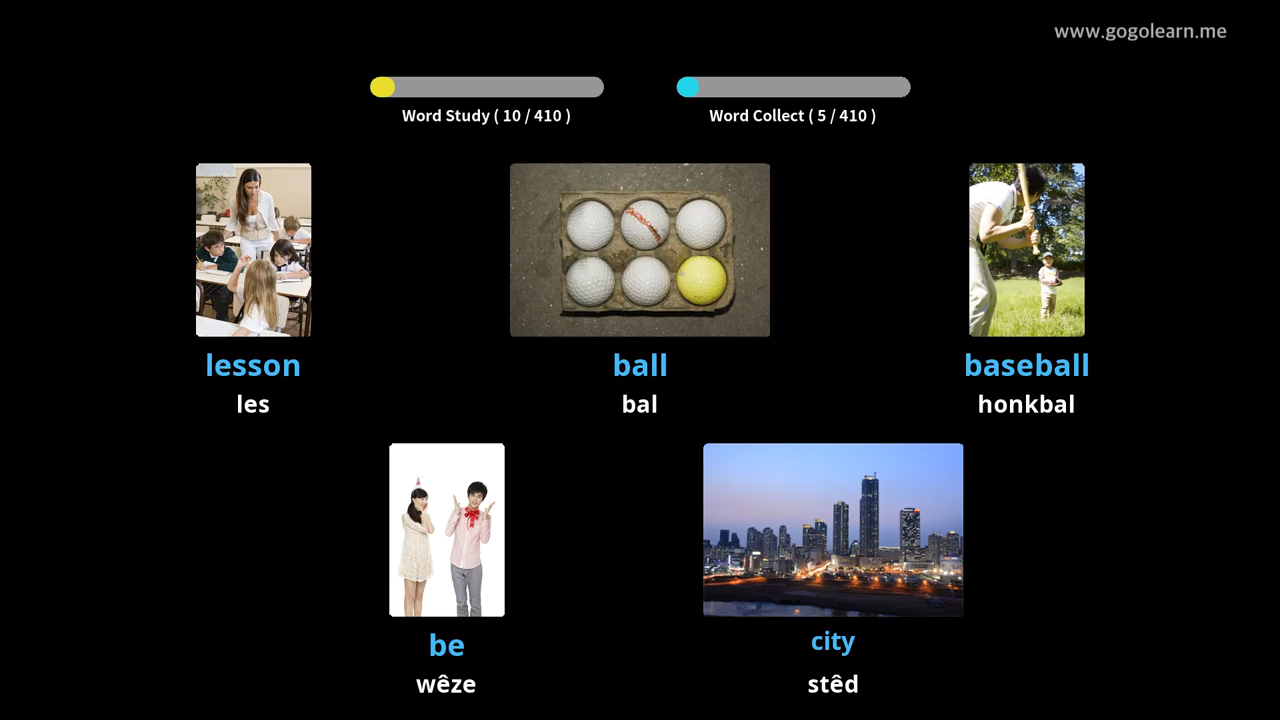 www.gogolearn.me
Word Study ( 10 / 410 )
Word Collect ( 5 / 410 )
lesson
les
ball
bal
baseball
honkbal
be
wêze
city
stêd